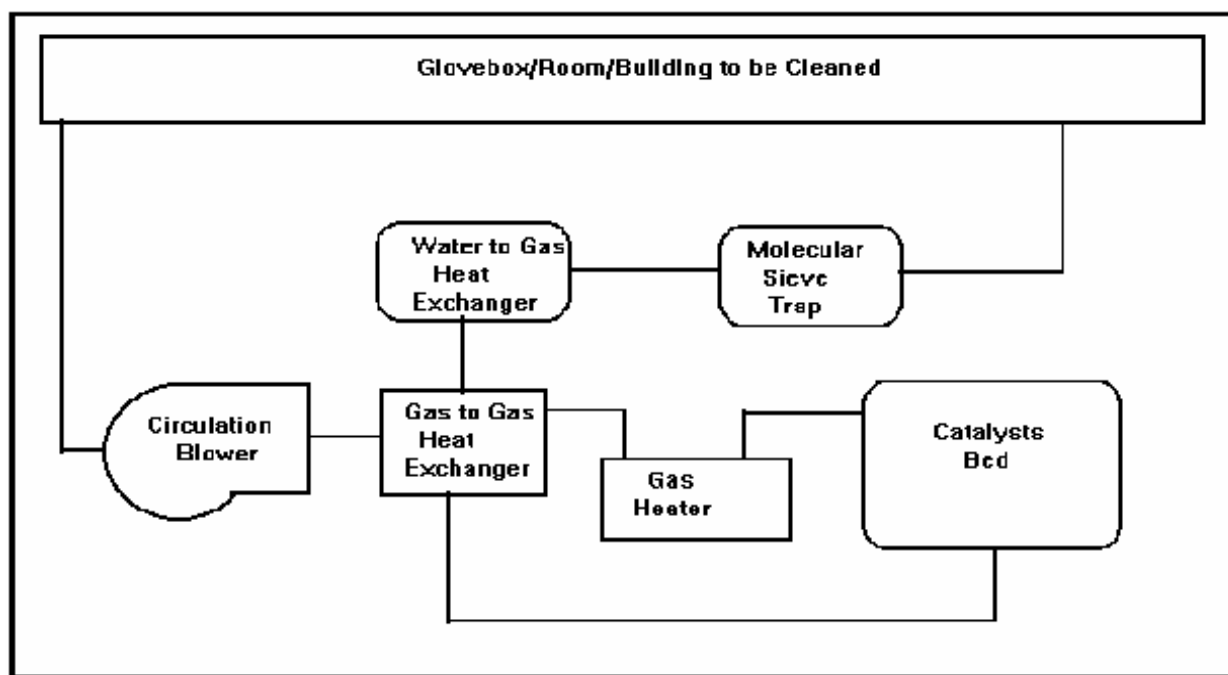 Glovebox/Room/Building to be Cleaned
Water to Gas
Heat
Exchanger
Molecular
Sieve
Trap
Circulation
Blower
Gas to Gas
Heat
Exchanger
Gas
Heater
Catalysts
Bed